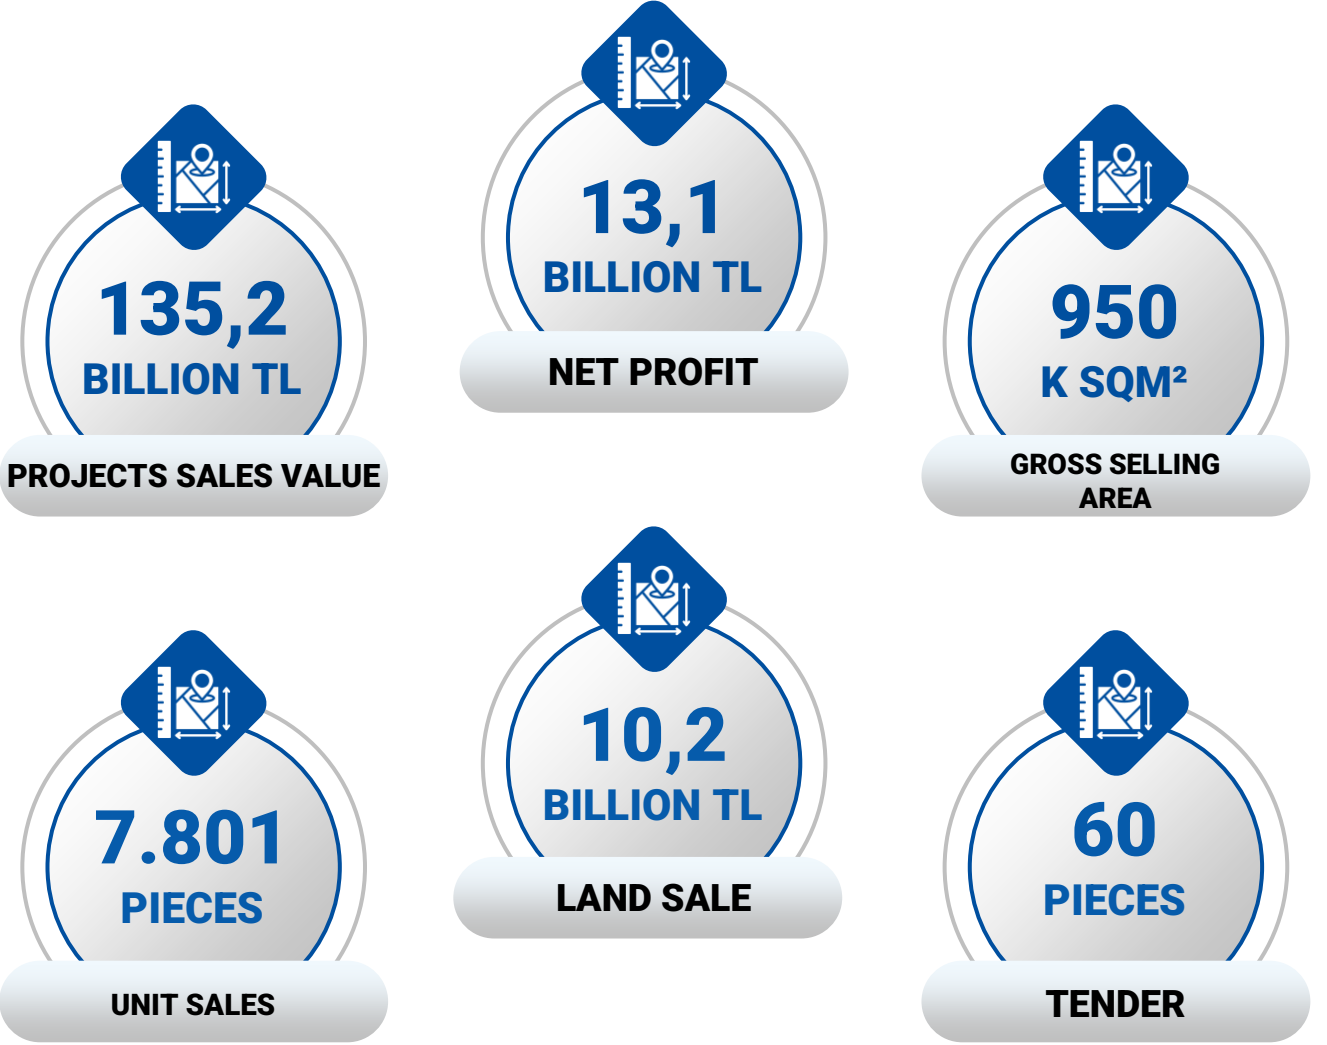 135,2
BILLION TL
PROJECTS SALES VALUE
13,1
BILLION TL
NET PROFIT
950
K SQM²
GROSS SELLING
AREA
7.801
PIECES
UNIT SALES
10,2
BILLION TL
LAND SALE
60
PIECES
TENDER